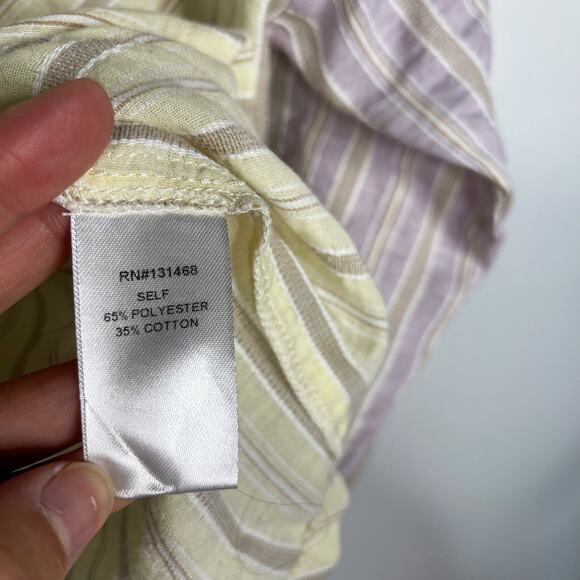 RN#131468
SELF
65% POLYESTER
35% COTTON